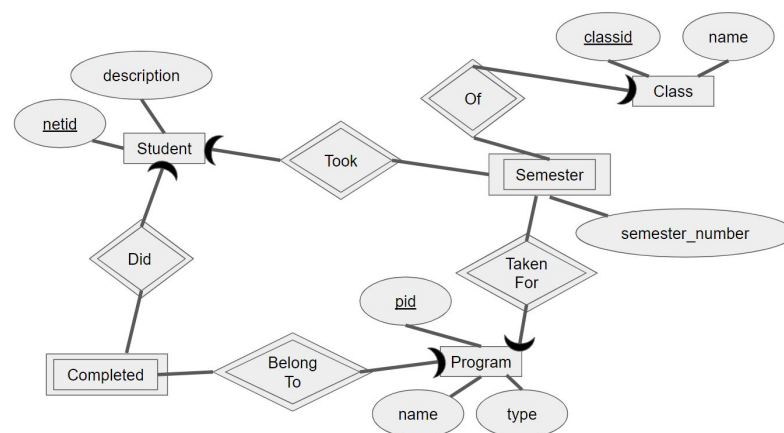 classid
name
description
Of
Class
netid
Student
Took
Semester
semester_number
Did
Taken
For
pid
Belong
To
Program
Completed
name
type